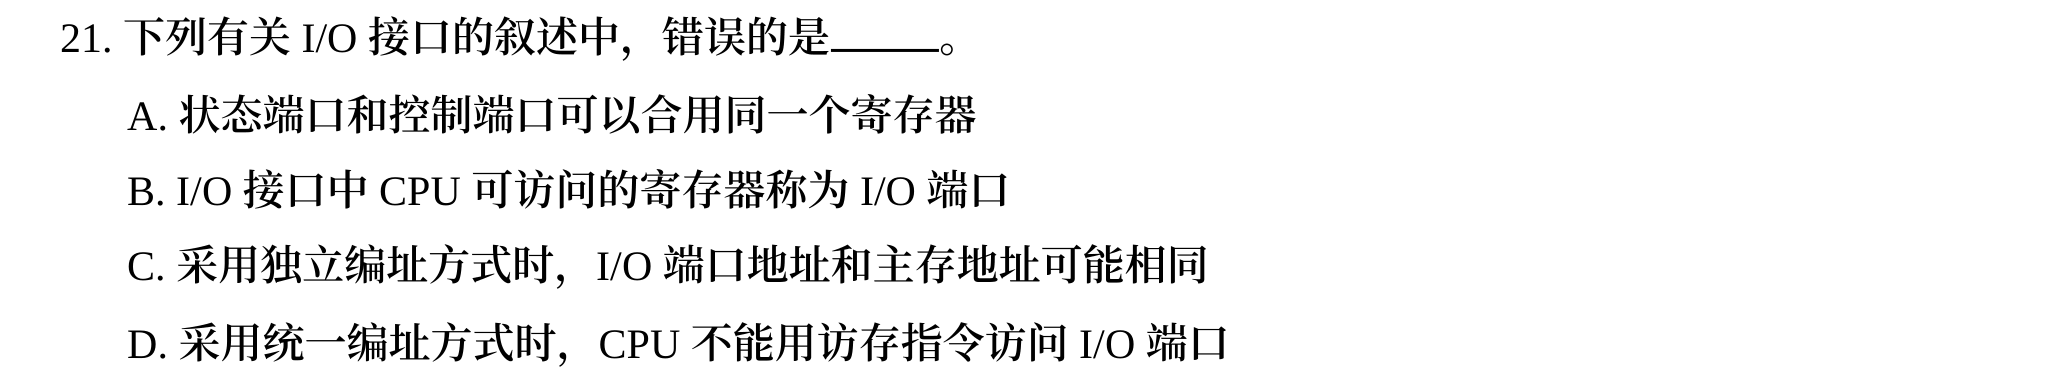 21. 下列有关 I/O 接口的叙述中，错误的是_____。
A. 状态端口和控制端口可以合用同一个寄存器
B. I/O 接口中 CPU 可访问的寄存器称为 I/O 端口
C. 采用独立编址方式时，I/O 端口地址和主存地址可能相同
D. 采用统一编址方式时，CPU 不能用访存指令访问 I/O 端口